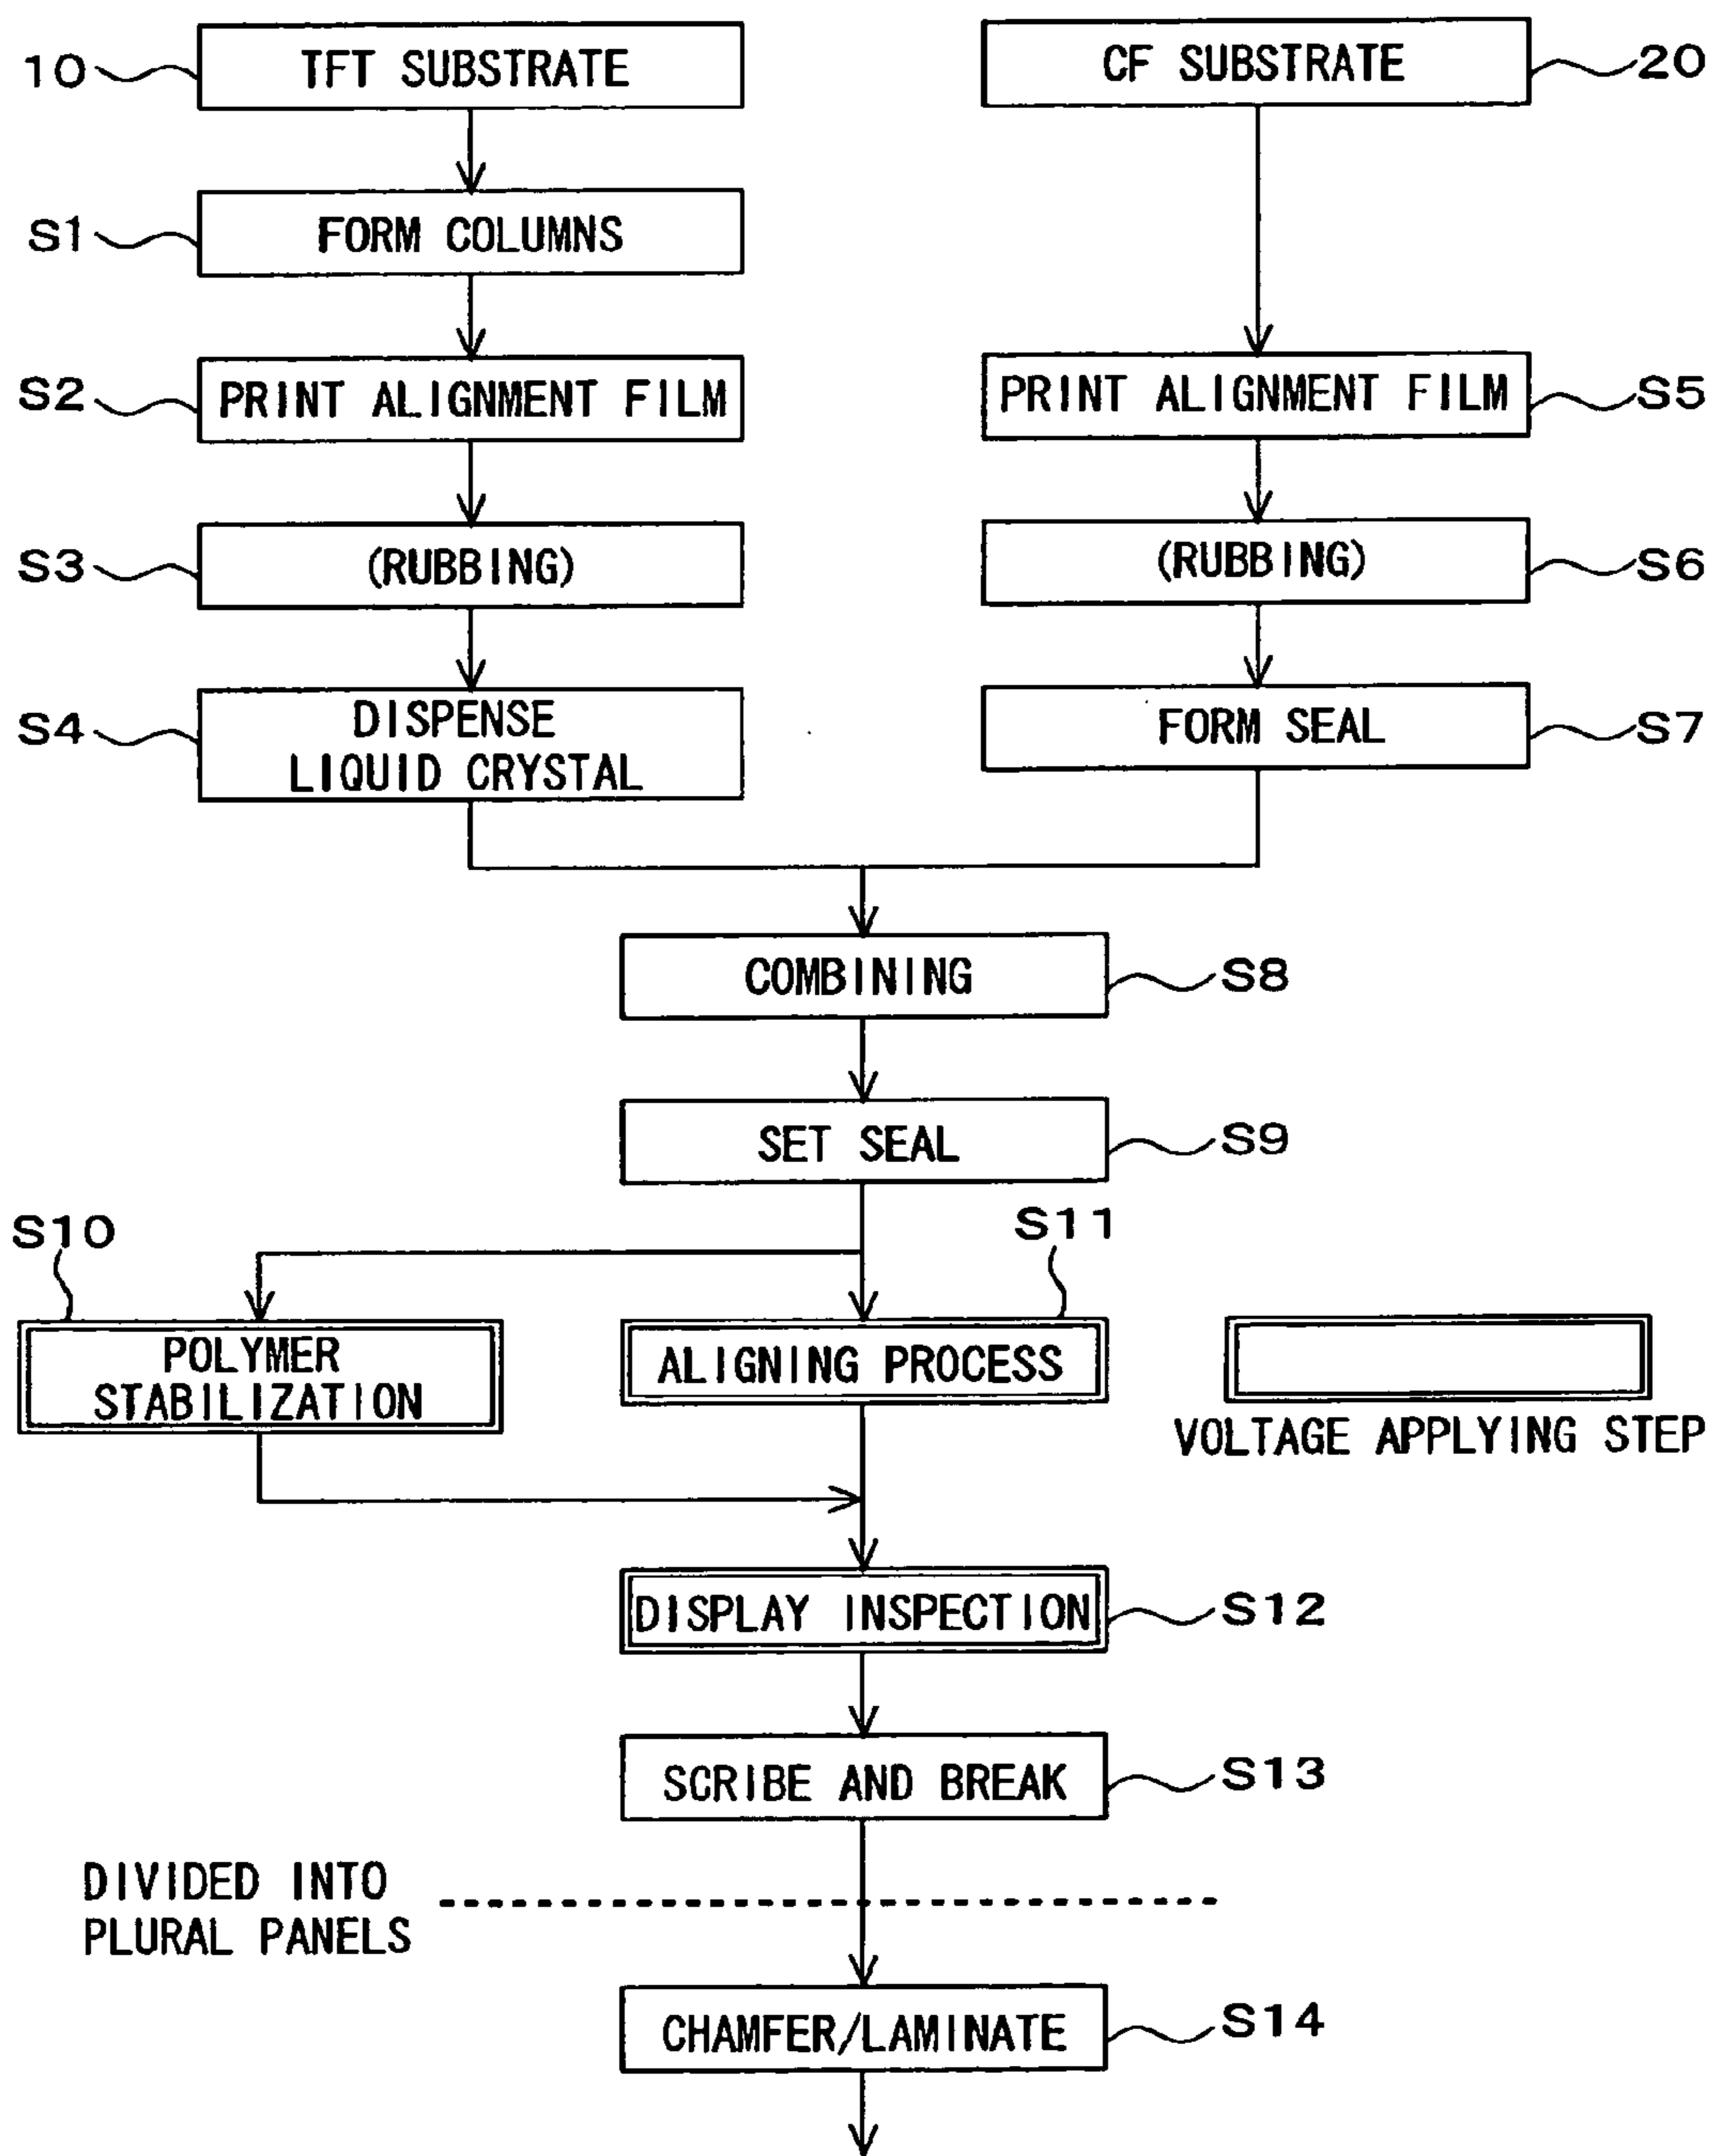 10
TFT SUBSTRATE
CF SUBSTRATE
20
S1
FORM COLUMNS
S2
PRINT ALIGNMENT FILM
PRINT ALIGNMENT FILM
S5
S3
(RUBBING)
(RUBBING)
S6
S4
DISPENSE
LIQUID CRYSTAL
FORM SEAL
S7
COMBINING
S8
SET SEAL
S9
S10
S11
POLYMER
STABILIZATION
ALIGNING PROCESS
VOLTAGE APPLYING STEP
DISPLAY INSPECTION
S12
SCRIBE AND BREAK
S13
DIVIDED INTO
PLURAL PANELS
CHAMFER/LAMINATE
S14